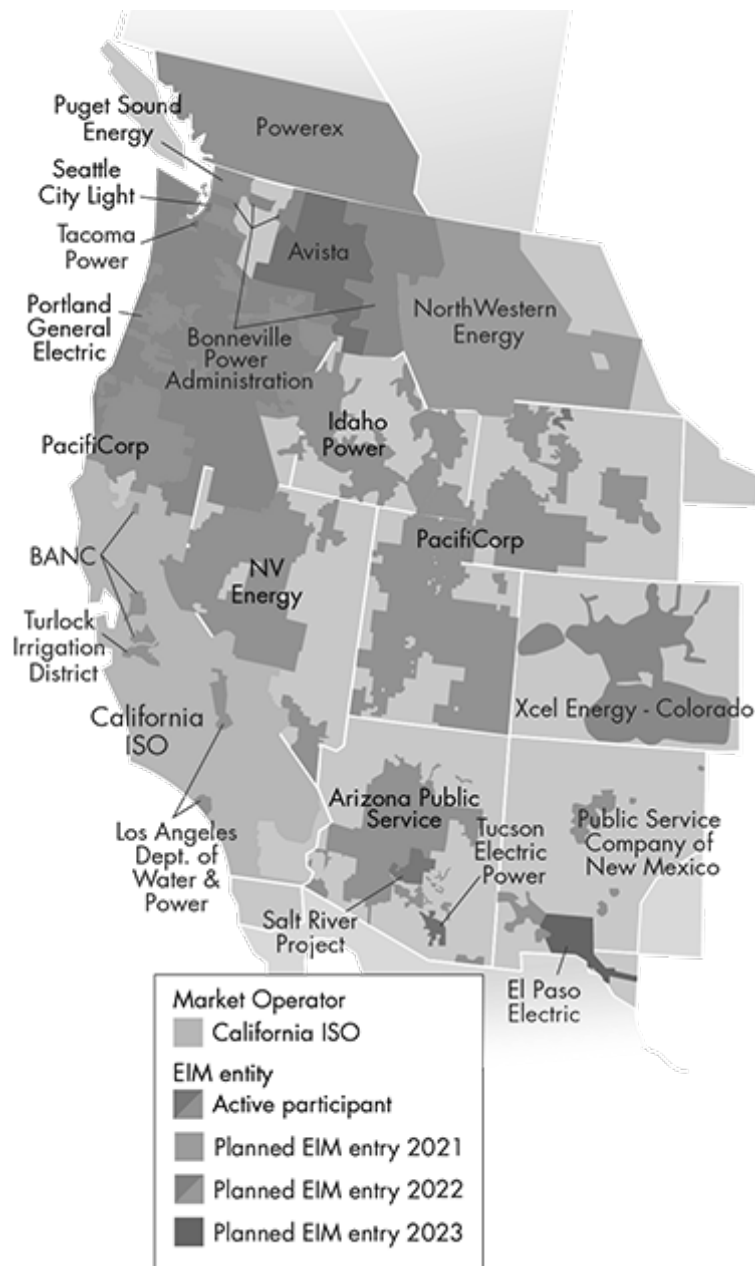 Puget Sound
Energy
Powerex
Seattle
City Light
Tacoma
Power
Avista
Portland
General
Electric
NorthWestern
Energy
Bonneville
Power
Administration
Idaho
Power
PacifiCorp
PacifiCorp
BANC
NV
Energy
Turlock
Irrigation
District
California
ISO
Xcel Energy - Colorado
Arizona Public
Service
Tucson
Electric
Power
Public Service
Company of
New Mexico
Los Angeles
Dept. of
Water &
Power
Salt River
Project
El Paso
Electric
Market Operator
California ISO
EIM entity
Active participant
Planned EIM entry 2021
Planned EIM entry 2022
Planned EIM entry 2023